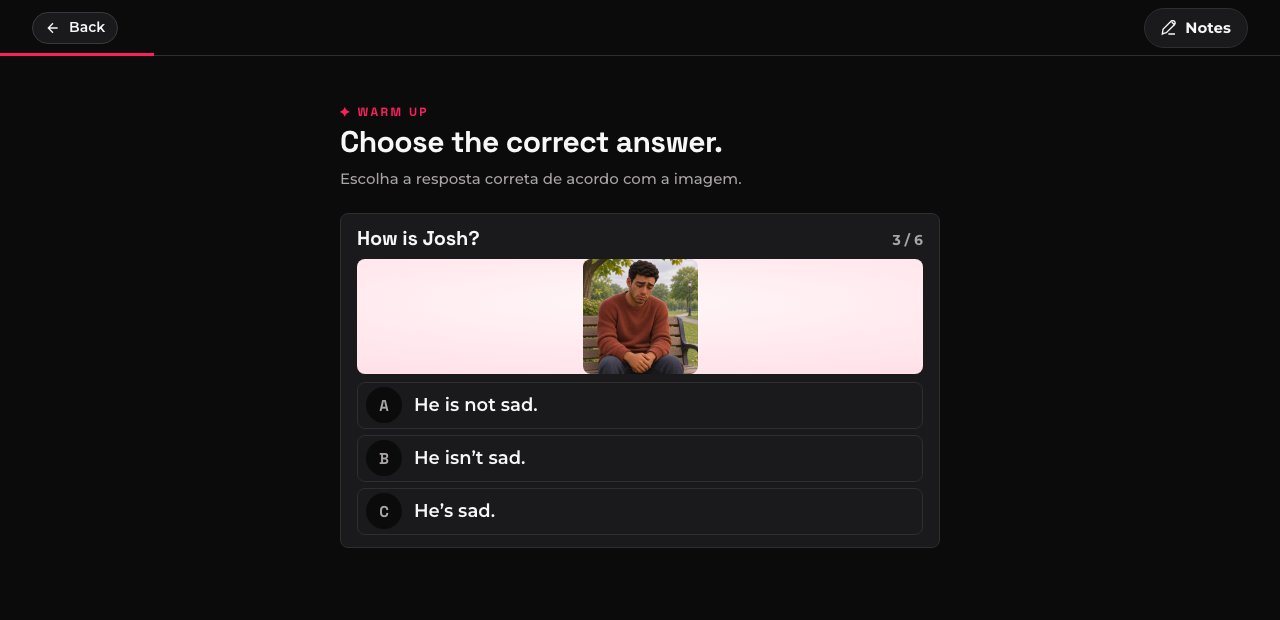 Back
Notes
WARM UP
Choose the correct answer.
Escolha a resposta correta de acordo com a imagem.
How is Josh?
3 / 6
A He is not sad.
B He isn’t sad.
C He’s sad.